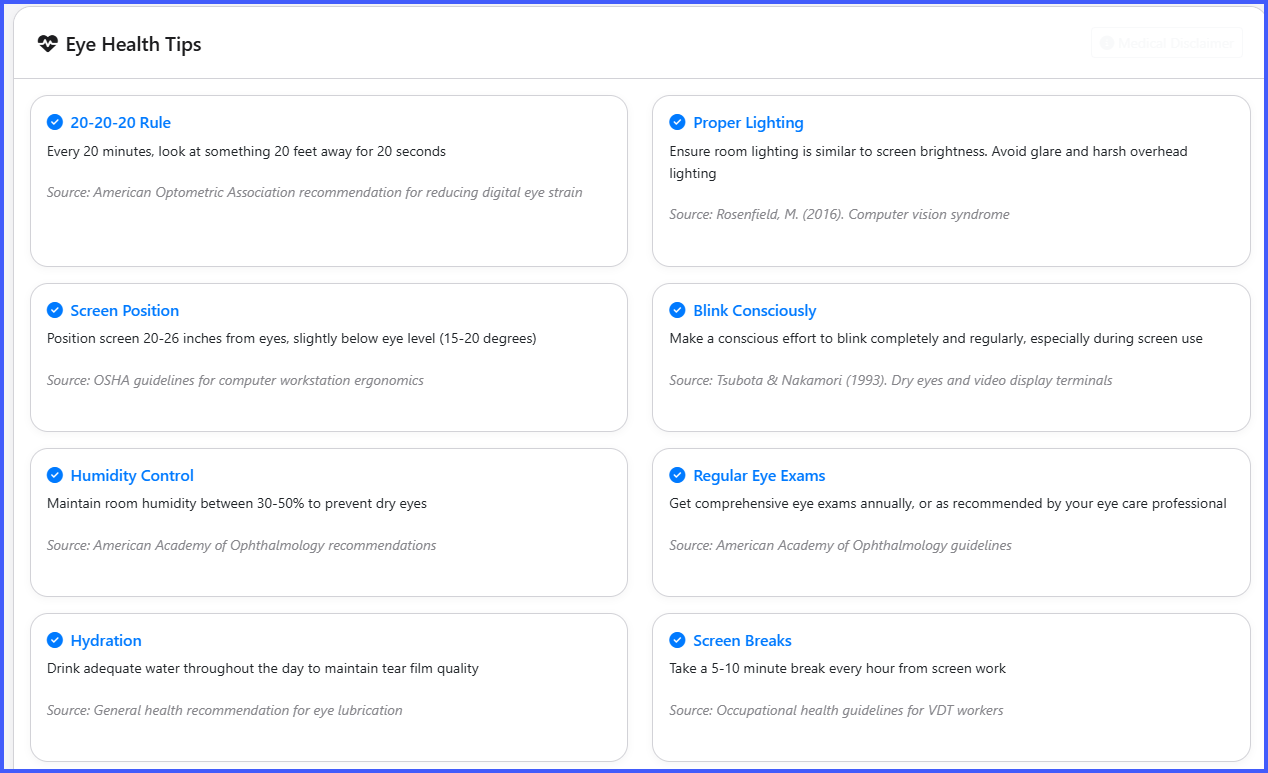 Eye Health Tips
Medical Disclaimer
20-20-20 Rule
Every 20 minutes, look at something 20 feet away for 20 seconds
Source: American Optometric Association recommendation for reducing digital eye strain
Proper Lighting
Ensure room lighting is similar to screen brightness. Avoid glare and harsh overhead
lighting
Source: Rosenfield, M. (2016). Computer vision syndrome
Screen Position
Position screen 20-26 inches from eyes, slightly below eye level (15-20 degrees)
Source: OSHA guidelines for computer workstation ergonomics
Blink Consciously
Make a conscious effort to blink completely and regularly, especially during screen use
Source: Tsubota & Nakamori (1993). Dry eyes and video display terminals
Humidity Control
Maintain room humidity between 30-50% to prevent dry eyes
Source: American Academy of Ophthalmology recommendations
Regular Eye Exams
Get comprehensive eye exams annually, or as recommended by your eye care professional
Source: American Academy of Ophthalmology guidelines
Hydration
Drink adequate water throughout the day to maintain tear film quality
Source: General health recommendation for eye lubrication
Screen Breaks
Take a 5-10 minute break every hour from screen work
Source: Occupational health guidelines for VDT workers